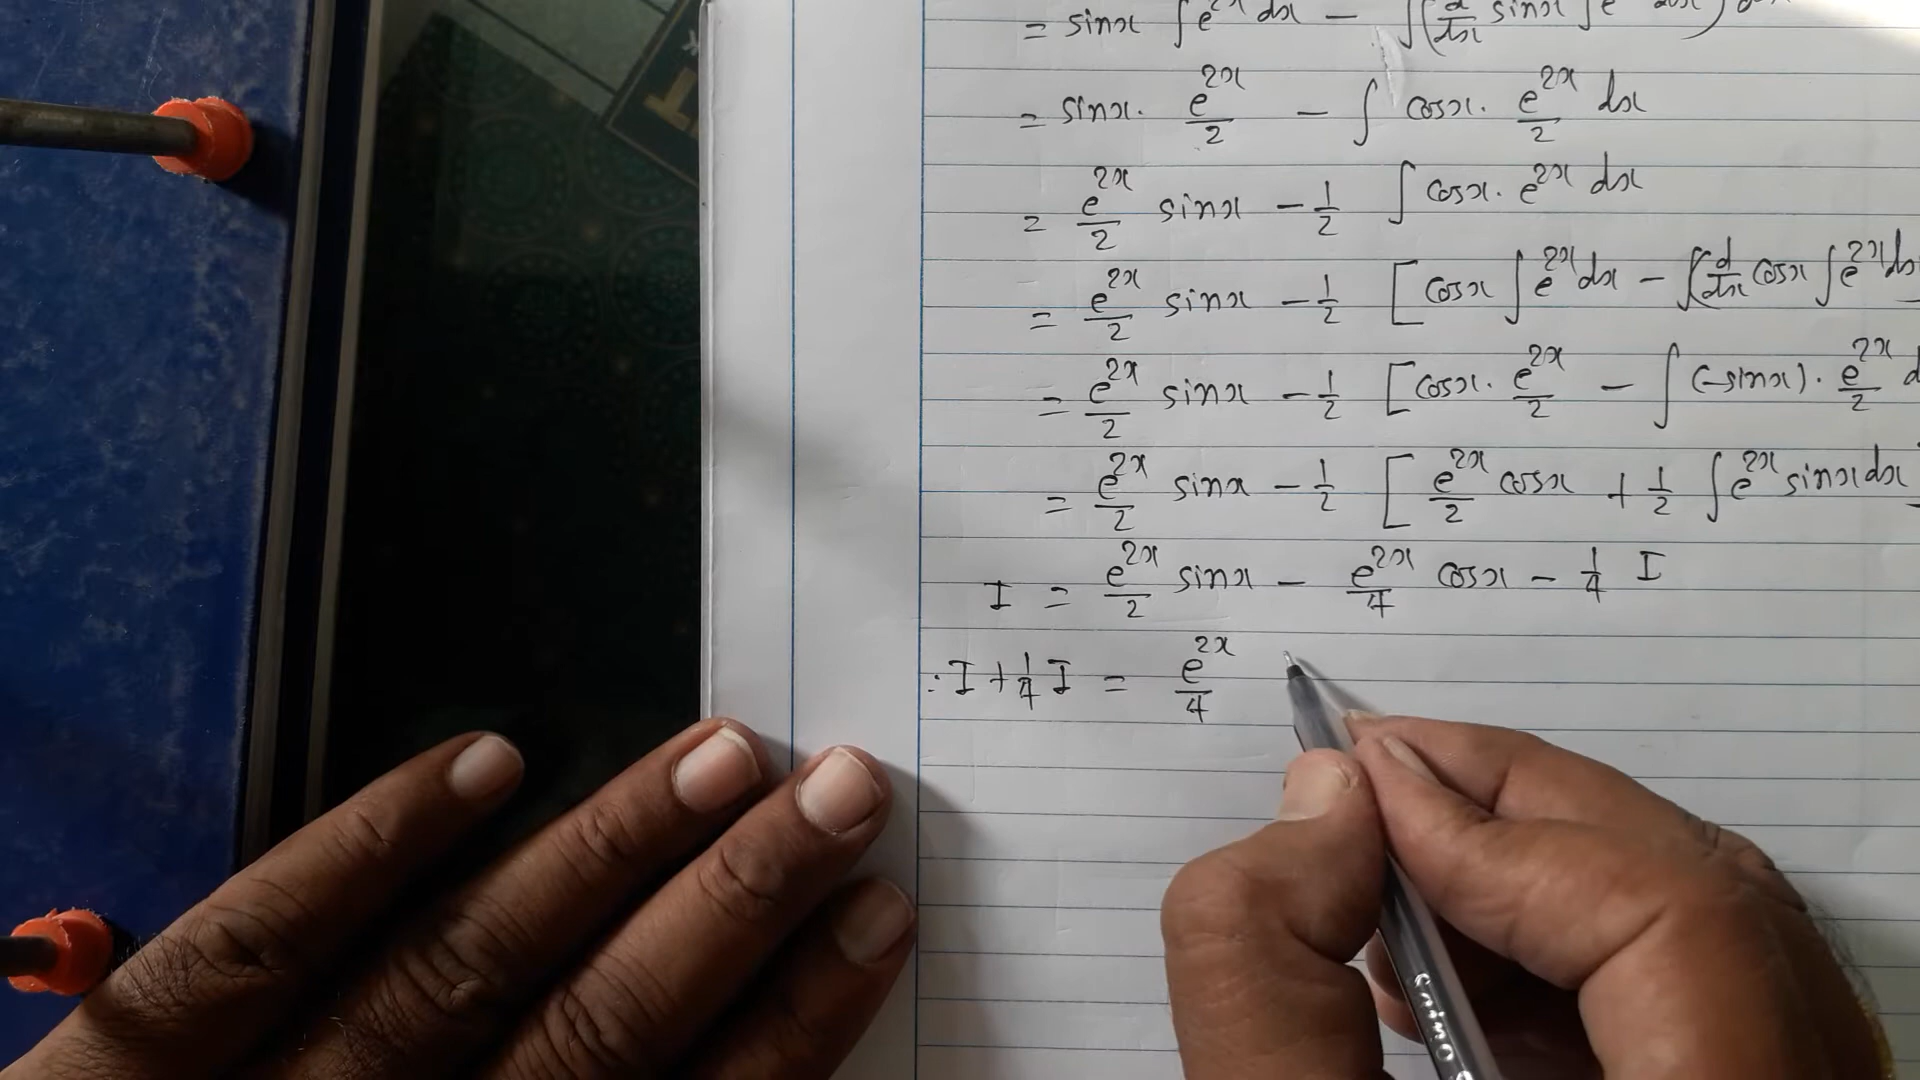 = sinx ∫ e^2x dx − ∫(d/dx sinx ∫ e
= sinx · e^2x/2 − ∫ cosx · e^2x/2 dx
= e^2x/2 sinx − 1/2 ∫ cosx · e^2x dx
= e^2x/2 sinx − 1/2 [cosx ∫ e^2x dx − ∫(d/dx cosx ∫ e^2x dx
= e^2x/2 sinx − 1/2 [cosx · e^2x/2 − ∫ (−sinx) · e^2x/2 d
= e^2x/2 sinx − 1/2 [e^2x/2 cosx + 1/2 ∫ e^2x sinx dx
I = e^2x/2 sinx − e^2x/4 cosx − 1/4 I
∴ I + 1/4 I = e^2x/4